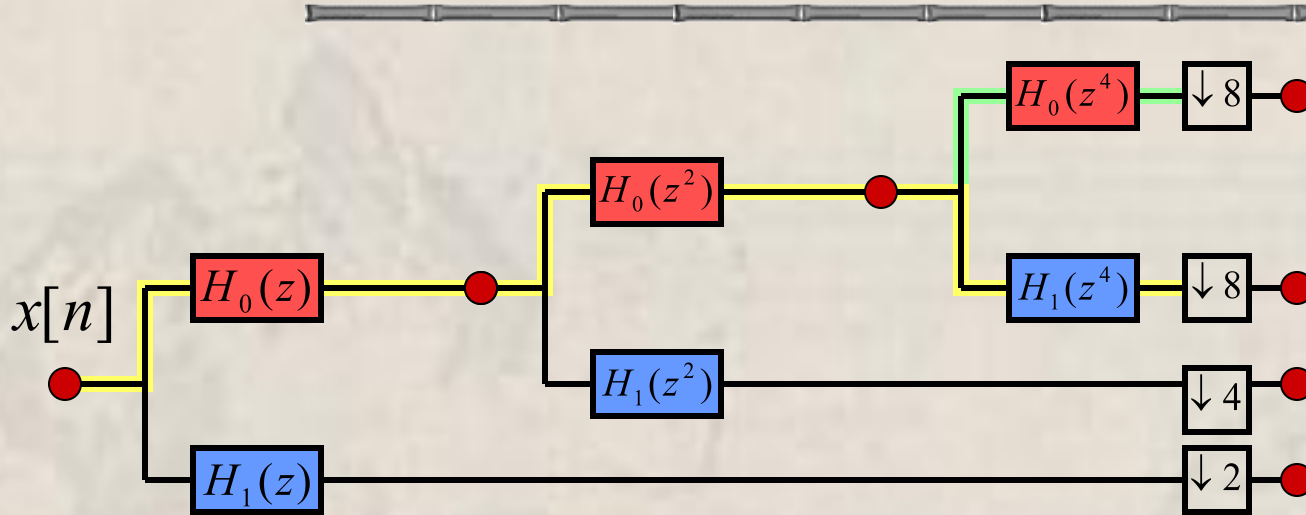 H₀(z⁴) ↓ 8
H₀(z²)
H₀(z) H₁(z⁴) ↓ 8
x[n]
H₁(z²) ↓ 4
H₁(z) ↓ 2